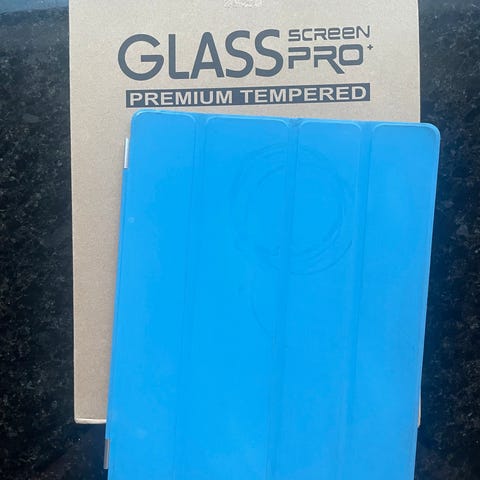 GLASS SCREEN PRO+
PREMIUM TEMPERED